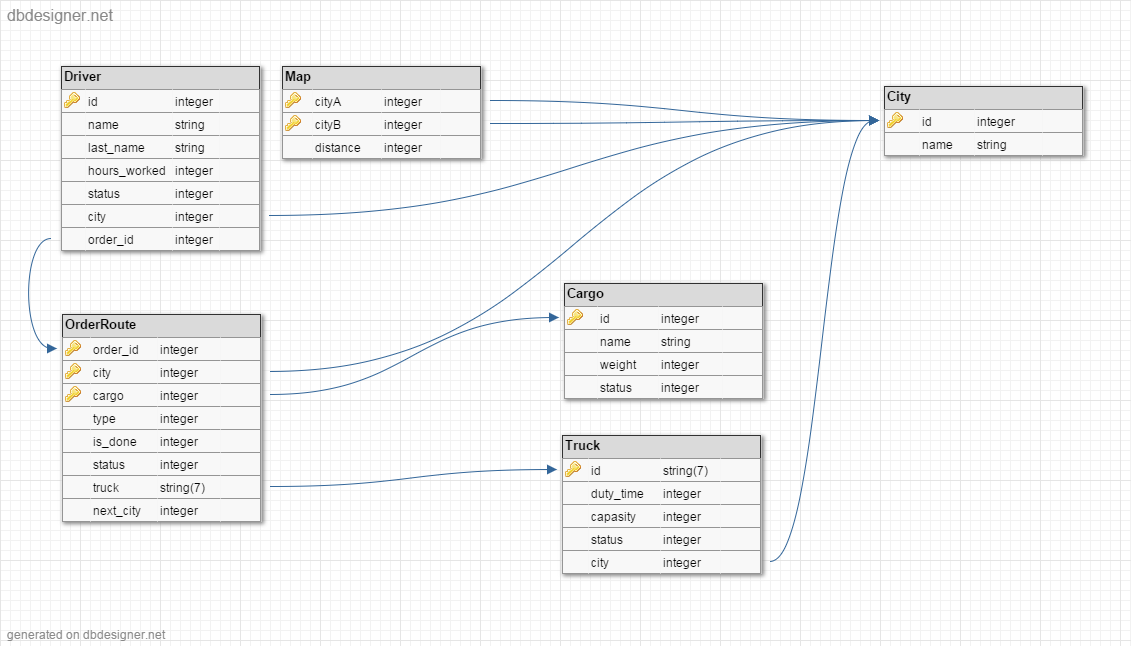 dbdesigner.net
Driver
id integer
name string
last_name string
hours_worked integer
status integer
city integer
order_id integer
Map
cityA integer
cityB integer
distance integer
City
id integer
name string
OrderRoute
order_id integer
city integer
cargo integer
type integer
is_done integer
status integer
truck string(7)
next_city integer
Cargo
id integer
name string
weight integer
status integer
Truck
id string(7)
duty_time integer
capasity integer
status integer
city integer
generated on dbdesigner.net